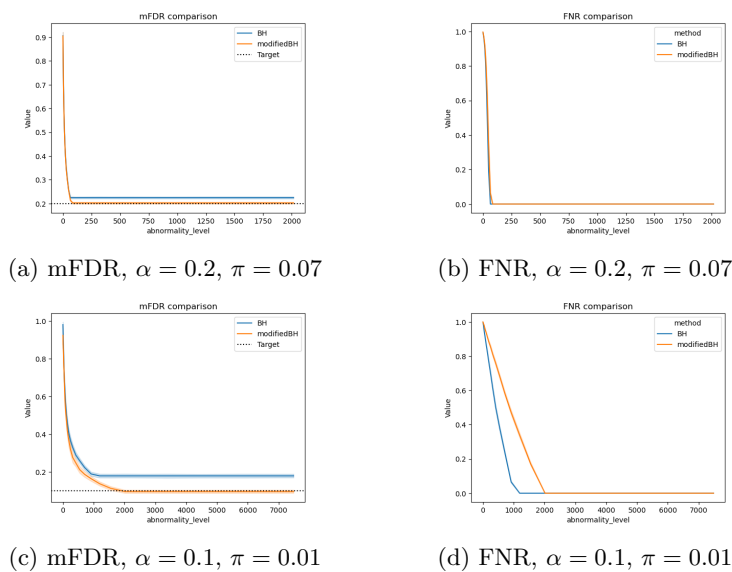 mFDR comparison
BH
modifiedBH
Target
Value
0.9
0.8
0.7
0.6
0.5
0.4
0.3
0.2
0 250 500 750 1000 1250 1500 1750 2000
abnormality_level
(a) mFDR, α = 0.2, π = 0.07
FNR comparison
method
BH
modifiedBH
Value
1.0
0.8
0.6
0.4
0.2
0.0
0 250 500 750 1000 1250 1500 1750 2000
abnormality_level
(b) FNR, α = 0.2, π = 0.07
mFDR comparison
BH
modifiedBH
Target
Value
1.0
0.8
0.6
0.4
0.2
0 1000 2000 3000 4000 5000 6000 7000
abnormality_level
(c) mFDR, α = 0.1, π = 0.01
FNR comparison
method
BH
modifiedBH
Value
1.0
0.8
0.6
0.4
0.2
0.0
0 1000 2000 3000 4000 5000 6000 7000
abnormality_level
(d) FNR, α = 0.1, π = 0.01